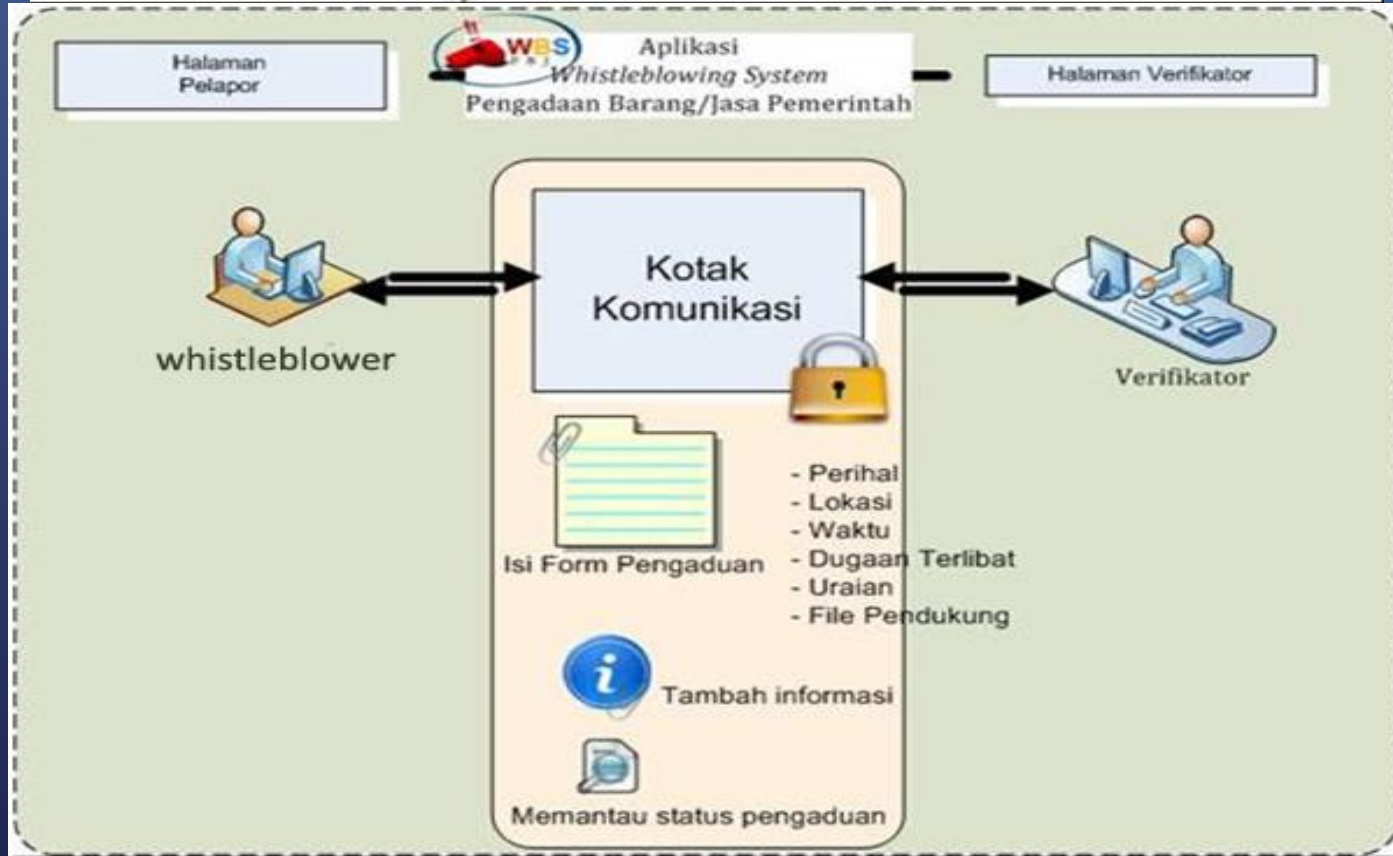 Halaman
Pelapor
WBS
PBJ
Aplikasi
Whistleblowing System
Pengadaan Barang/Jasa Pemerintah
Halaman Verifikator
Kotak
Komunikasi
whistleblower
Verifikator
Isi Form Pengaduan
- Perihal
- Lokasi
- Waktu
- Dugaan Terlibat
- Uraian
- File Pendukung
Tambah informasi
Memantau status pengaduan